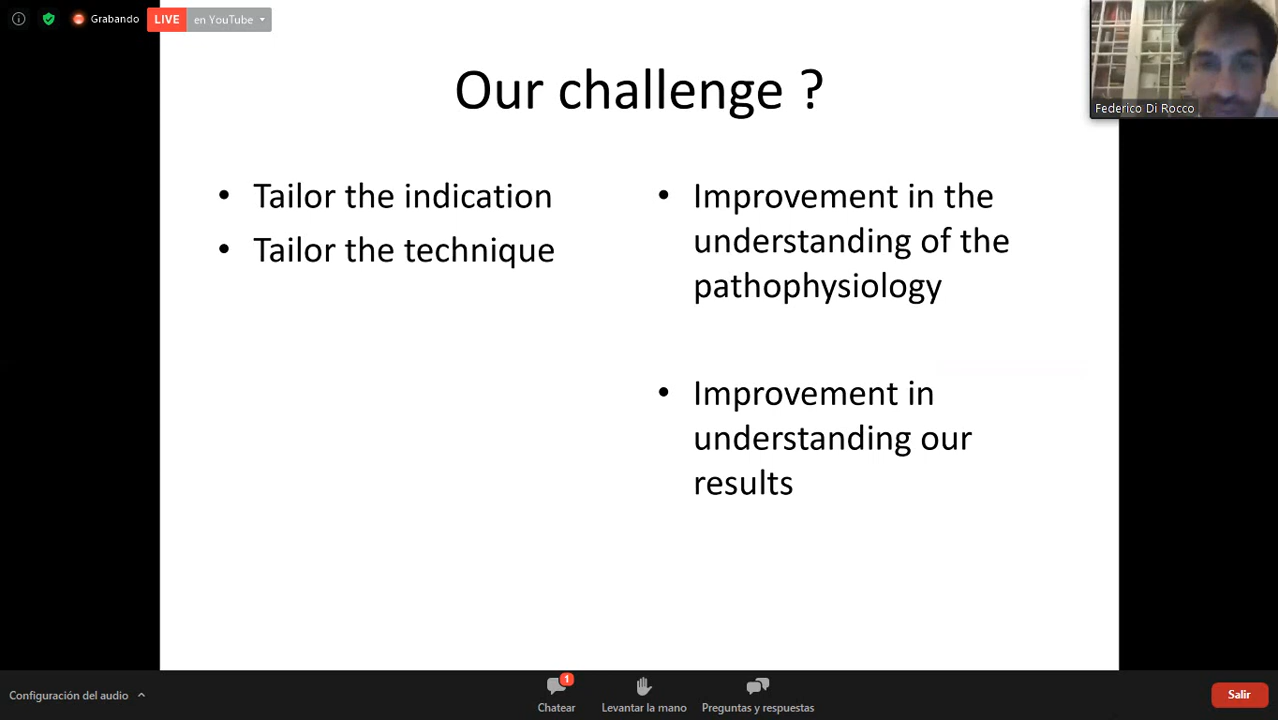 Grabando
LIVE en YouTube
Federico Di Rocco
Our challenge ?
• Tailor the indication
• Tailor the technique
• Improvement in the
understanding of the
pathophysiology
• Improvement in
understanding our
results
Configuración del audio
1
Chatear
Levantar la mano
Preguntas y respuestas
Salir